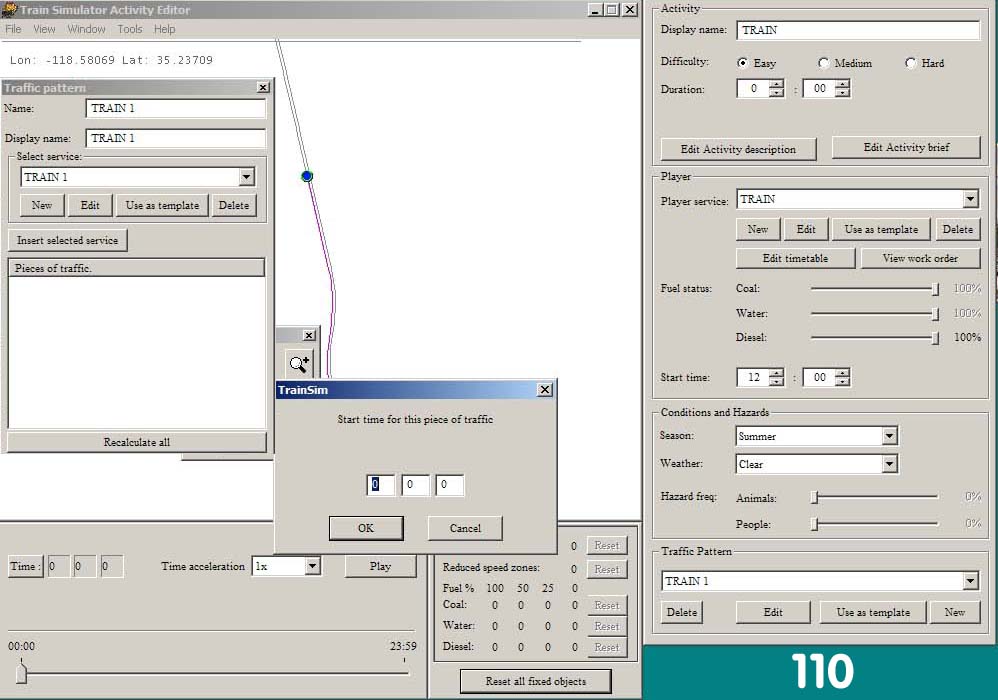 Train Simulator Activity Editor
File View Window Tools Help
Lon: -118.58069 Lat: 35.23709
Traffic pattern
Name: TRAIN 1
Display name: TRAIN 1
Select service:
TRAIN 1
New Edit Use as template Delete
Insert selected service
Pieces of traffic.
Recalculate all
TrainSim
Start time for this piece of traffic
0 0 0
OK Cancel
Time : 0 0 0 Time acceleration 1x Play
00:00 23:59
0 Reset
Reduced speed zones: 0 Reset
Fuel % 100 50 25 0
Coal: 0 0 0 0 Reset
Water: 0 0 0 0 Reset
Diesel: 0 0 0 0 Reset
Reset all fixed objects
Activity
Display name: TRAIN
Difficulty: Easy Medium Hard
Duration: 0 : 00
Edit Activity description Edit Activity brief
Player
Player service: TRAIN
New Edit Use as template Delete
Edit timetable View work order
Fuel status: Coal: 100%
Water: 100%
Diesel: 100%
Start time: 12 : 00
Conditions and Hazards
Season: Summer
Weather: Clear
Hazard freq: Animals: 0%
People: 0%
Traffic Pattern
TRAIN 1
Delete Edit Use as template New
110